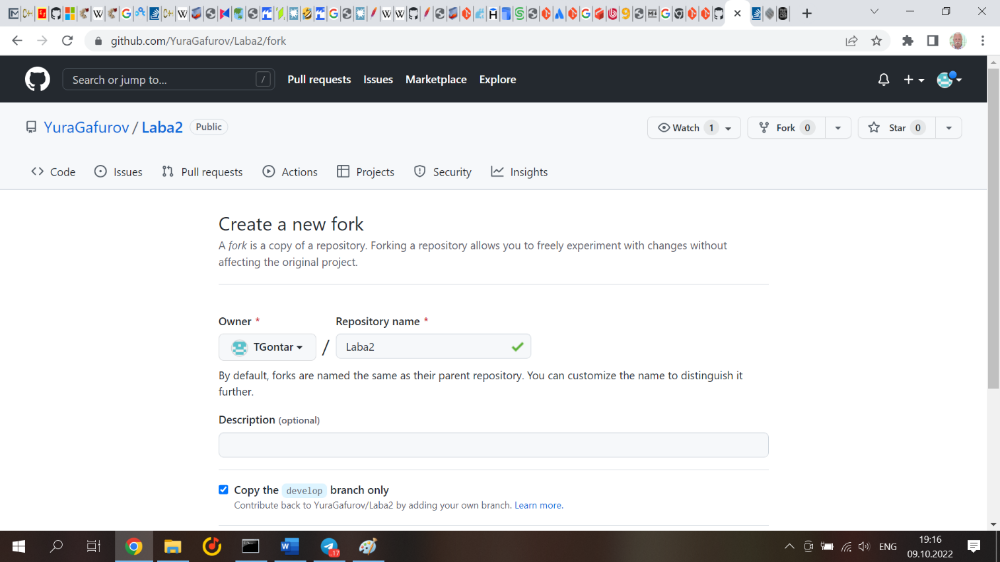 github.com/YuraGafurov/Laba2/fork
Search or jump to... /
Pull requests Issues Marketplace Explore
YuraGafurov / Laba2 Public
Watch 1 Fork 0 Star 0
Code Issues Pull requests Actions Projects Security Insights
Create a new fork
A fork is a copy of a repository. Forking a repository allows you to freely experiment with changes without
affecting the original project.
Owner * Repository name *
TGontar / Laba2
By default, forks are named the same as their parent repository. You can customize the name to distinguish it
further.
Description (optional)
Copy the develop branch only
Contribute back to YuraGafurov/Laba2 by adding your own branch. Learn more.
19:16
ENG
09.10.2022